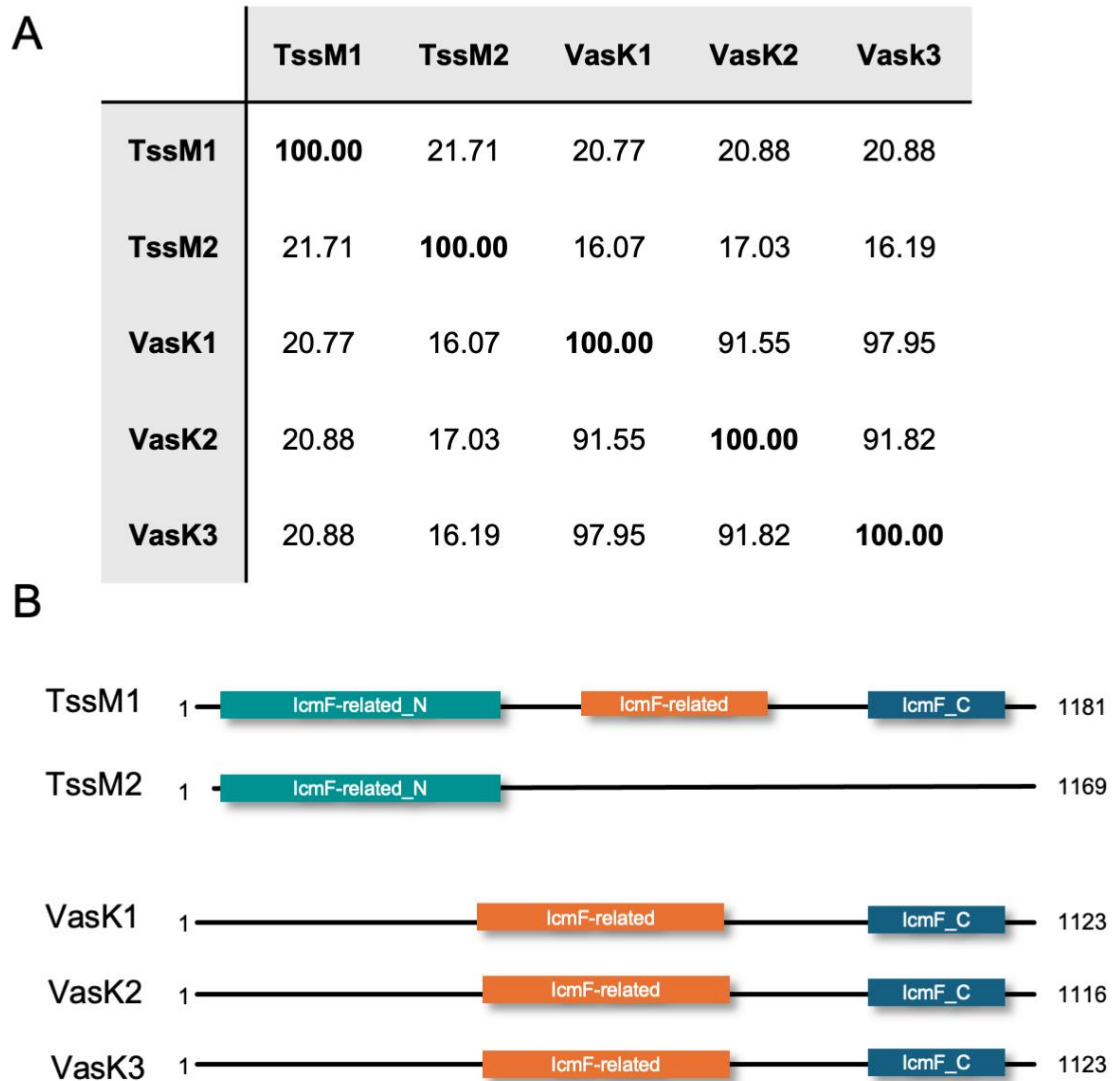 A
TssM1 TssM2 VasK1 VasK2 Vask3
TssM1 100.00 21.71 20.77 20.88 20.88
TssM2 21.71 100.00 16.07 17.03 16.19
VasK1 20.77 16.07 100.00 91.55 97.95
VasK2 20.88 17.03 91.55 100.00 91.82
VasK3 20.88 16.19 97.95 91.82 100.00
B
TssM1 1 IcmF-related_N IcmF-related IcmF_C 1181
TssM2 1 IcmF-related_N 1169
VasK1 1 IcmF-related IcmF_C 1123
VasK2 1 IcmF-related IcmF_C 1116
VasK3 1 IcmF-related IcmF_C 1123